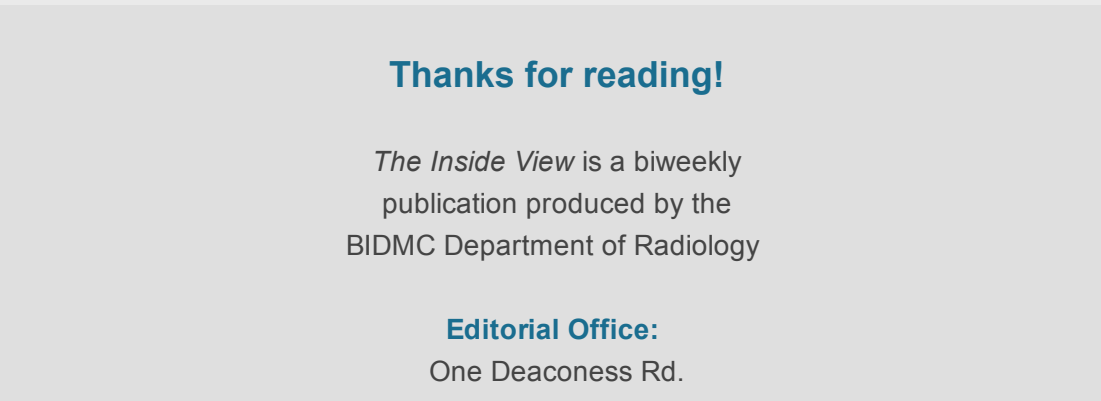 Thanks for reading!
The Inside View is a biweekly
publication produced by the
BIDMC Department of Radiology
Editorial Office:
One Deaconess Rd.